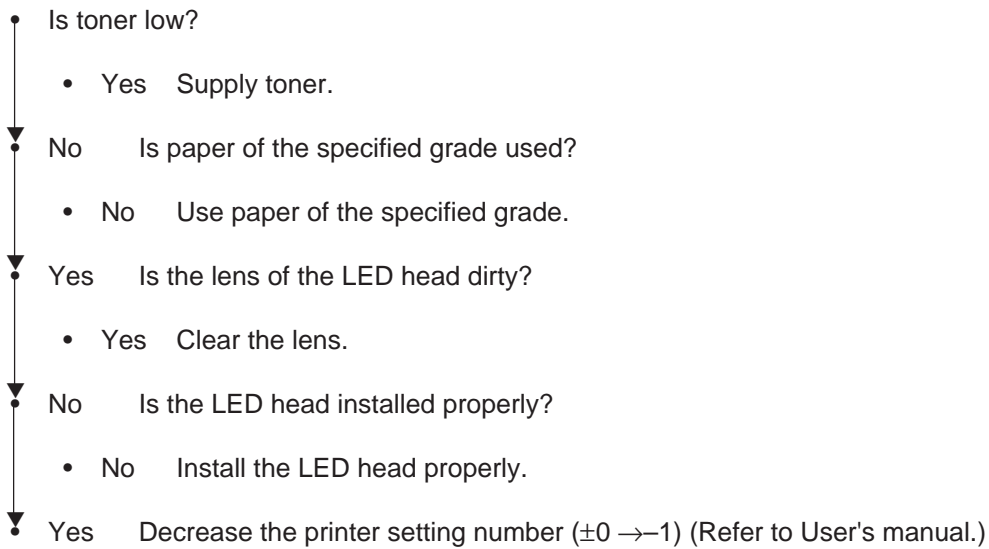 • Is toner low?
• Yes Supply toner.
• No Is paper of the specified grade used?
• No Use paper of the specified grade.
• Yes Is the lens of the LED head dirty?
• Yes Clear the lens.
• No Is the LED head installed properly?
• No Install the LED head properly.
• Yes Decrease the printer setting number (±0 →–1) (Refer to User's manual.)